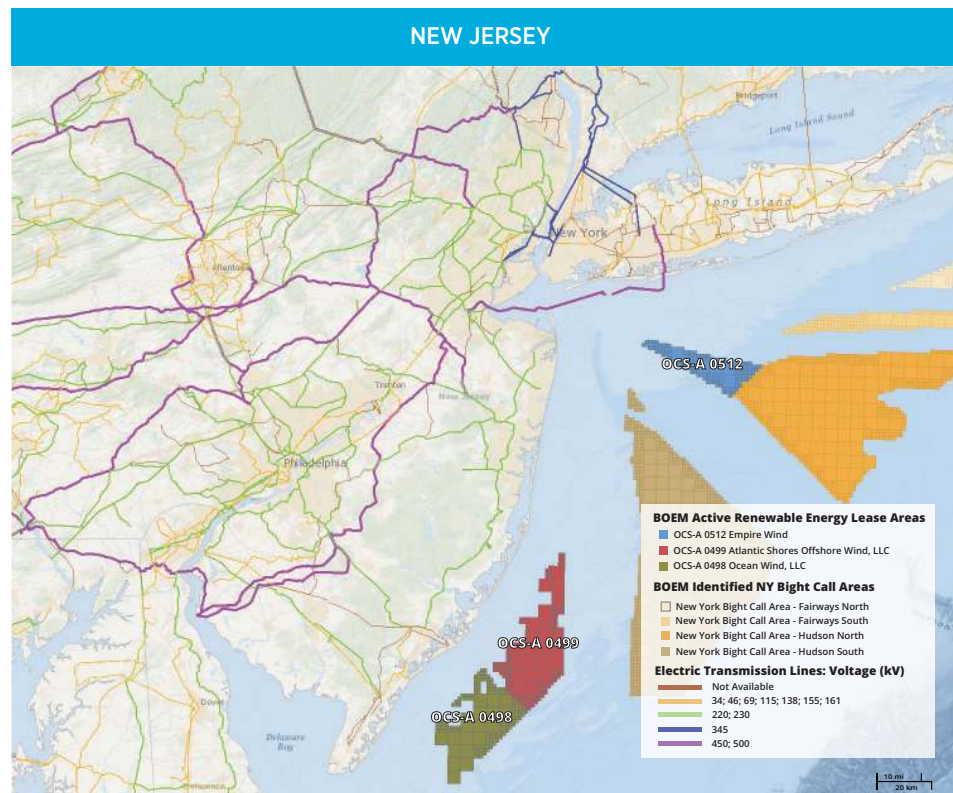 NEW JERSEY
Bridgeport
Long Island Sound
Long Island
New York
Allentown
OCS-A 0512
Trenton
New Jersey
Philadelphia
BOEM Active Renewable Energy Lease Areas
OCS-A 0512 Empire Wind
OCS-A 0499 Atlantic Shores Offshore Wind, LLC
OCS-A 0498 Ocean Wind, LLC
BOEM Identified NY Bight Call Areas
New York Bight Call Area - Fairways North
New York Bight Call Area - Fairways South
New York Bight Call Area - Hudson North
New York Bight Call Area - Hudson South
Electric Transmission Lines: Voltage (kV)
Not Available
34; 46; 69; 115; 138; 155; 161
220; 230
345
450; 500
OCS-A 0499
OCS-A 0498
Dover
Delaware
Bay
10 mi
20 km